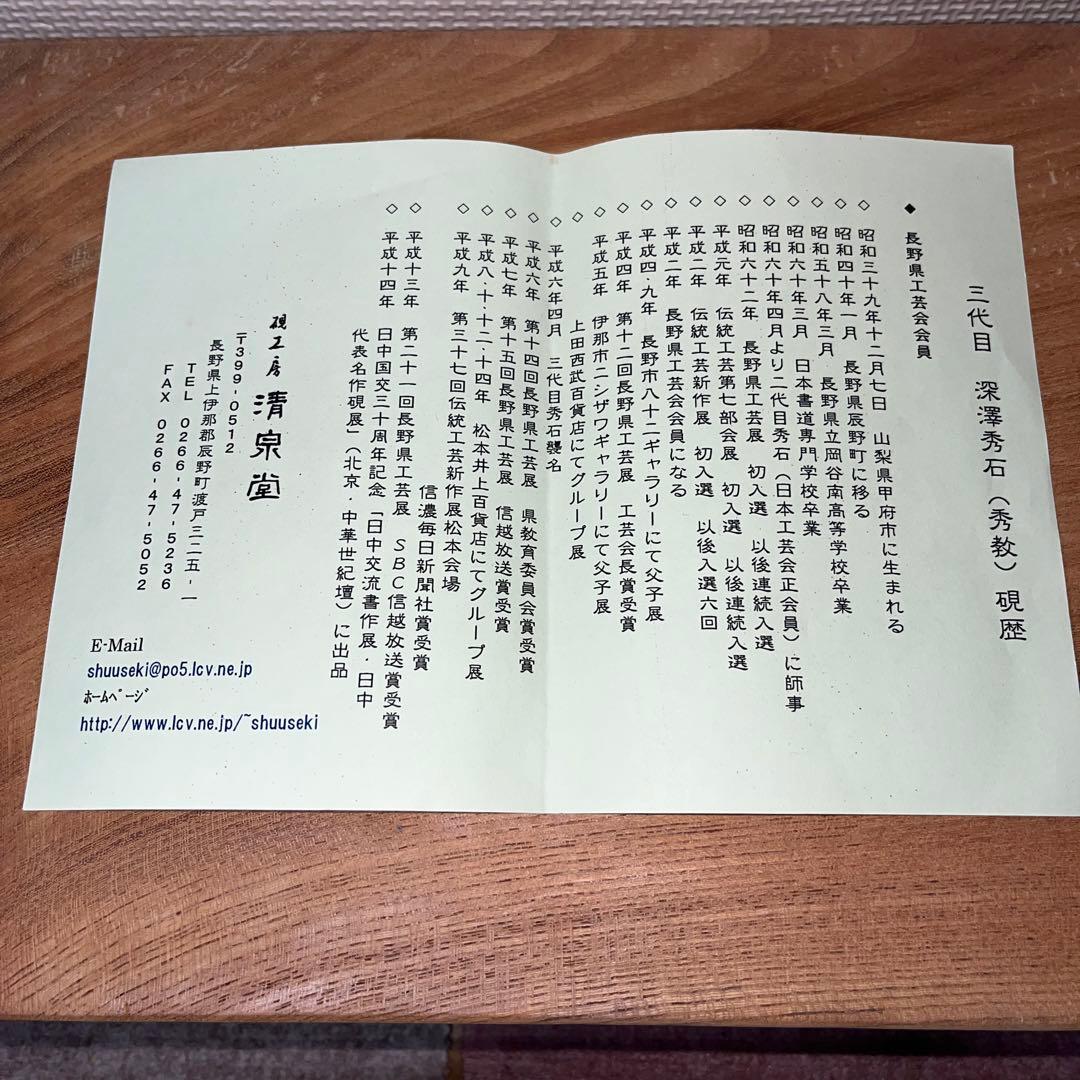 三代目 深澤秀石（秀教）硯歴
◆ 長野県工芸会会員
◇ 昭和三十九年十二月七日 山梨県甲府市に生まれる
◇ 昭和四十年一月 長野県辰野町に移る
◇ 昭和五十八年三月 長野県立岡谷南高等学校卒業
◇ 昭和六十年三月 日本書道専門学校卒業
◇ 昭和六十年四月より二代目秀石（日本工芸会正会員）に師事
◇ 昭和六十二年 長野県工芸展 初入選 以後連続入選
◇ 平成元年 伝統工芸第七部会展 初入選 以後連続入選
◇ 平成二年 伝統工芸新作展 初入選 以後入選六回
◇ 平成二年 長野県工芸会会員になる
◇ 平成四・九年 長野市八十二ギャラリーにて父子展
◇ 平成四年 第十二回長野県工芸展 工芸会長賞受賞
◇ 平成五年 伊那市ニシザワギャラリーにて父子展
◇ 上田西武百貨店にてグループ展
◇ 平成六年四月 三代目秀石襲名
◇ 平成六年 第十四回長野県工芸展 県教育委員会賞受賞
◇ 平成七年 第十五回長野県工芸展 信越放送賞受賞
◇ 平成八・十・十二・十四年 松本井上百貨店にてグループ展
◇ 平成九年 第三十七回伝統工芸新作展松本会場
信濃毎日新聞社賞受賞
◇ 平成十三年 第二十一回長野県工芸展 ＳＢＣ信越放送賞受賞
◇ 平成十四年 日中国交三十周年記念「日中交流書作展・日中
代表名作硯展」（北京・中華世紀壇）に出品
硯工房 清泉堂
〒399-0512
長野県上伊那郡辰野町渡戸三二五-一
TEL 0266-47-5236
FAX 0266-47-5052
E-Mail
shuuseki@po5.lcv.ne.jp
ﾎｰﾑﾍﾟｰｼﾞ
http://www.lcv.ne.jp/~shuuseki